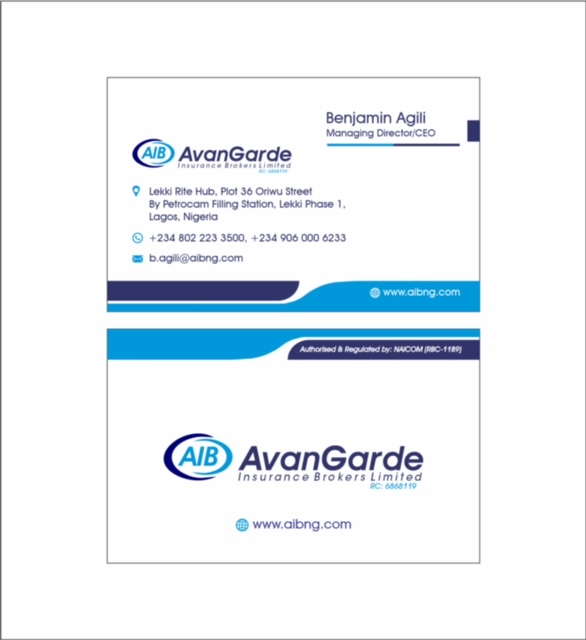 Benjamin Agili
Managing Director/CEO
AIB AvanGarde
Insurance Brokers Limited
RC: 6868119
Lekki Rite Hub, Plot 36 Oriwu Street
By Petrocam Filling Station, Lekki Phase 1,
Lagos, Nigeria
+234 802 223 3500, +234 906 000 6233
b.agili@aibng.com
www.aibng.com
Authorised & Regulated by: NAICOM (RBC-1189)
AIB AvanGarde
Insurance Brokers Limited
RC: 6868119
www.aibng.com